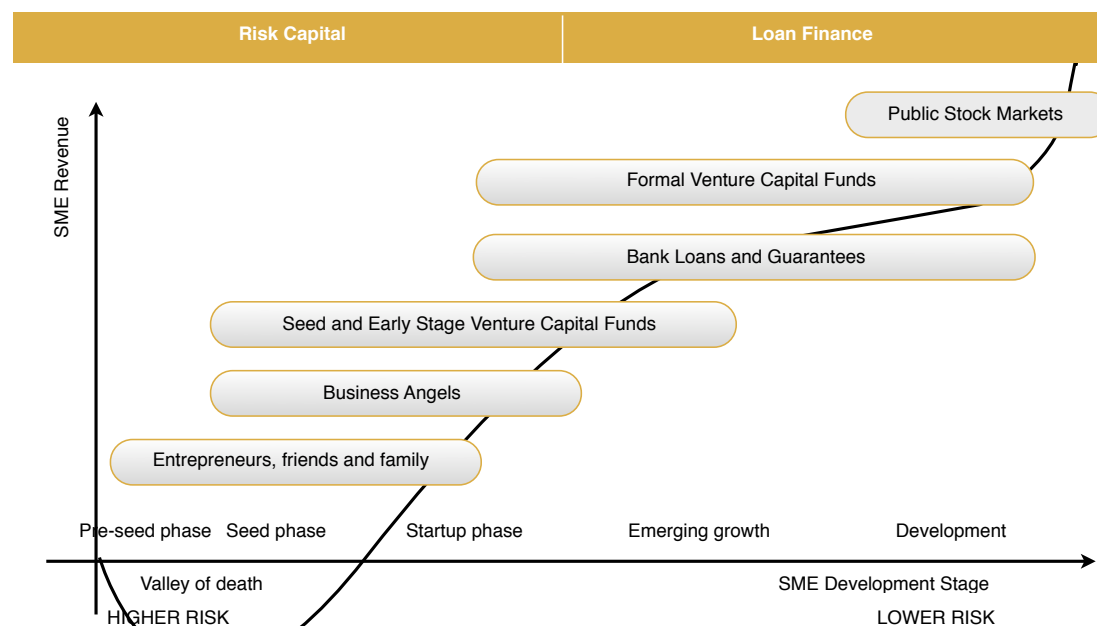 Risk Capital
Loan Finance
Public Stock Markets
SME Revenue
Formal Venture Capital Funds
Bank Loans and Guarantees
Seed and Early Stage Venture Capital Funds
Business Angels
Entrepreneurs, friends and family
Pre-seed phase
Seed phase
Startup phase
Emerging growth
Development
Valley of death
SME Development Stage
HIGHER RISK
LOWER RISK